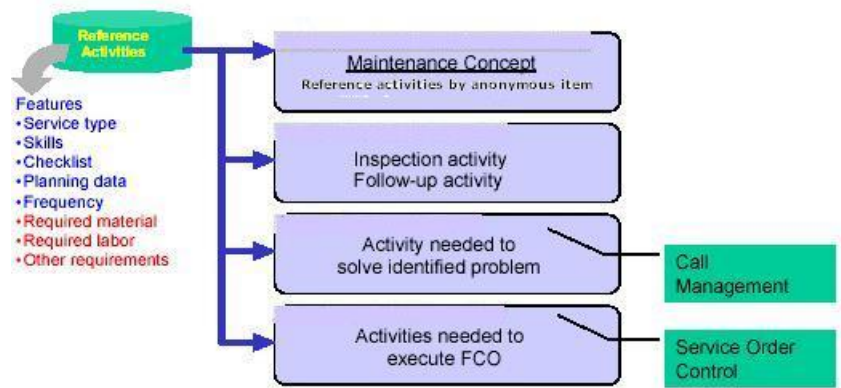 Reference
Activities
Features
•Service type
•Skills
•Checklist
•Planning data
•Frequency
•Required material
•Required labor
•Other requirements
Maintenance Concept
Reference activities by anonymous item
Inspection activity
Follow-up activity
Activity needed to
solve identified problem
Call
Management
Activities needed to
execute FCO
Service Order
Control